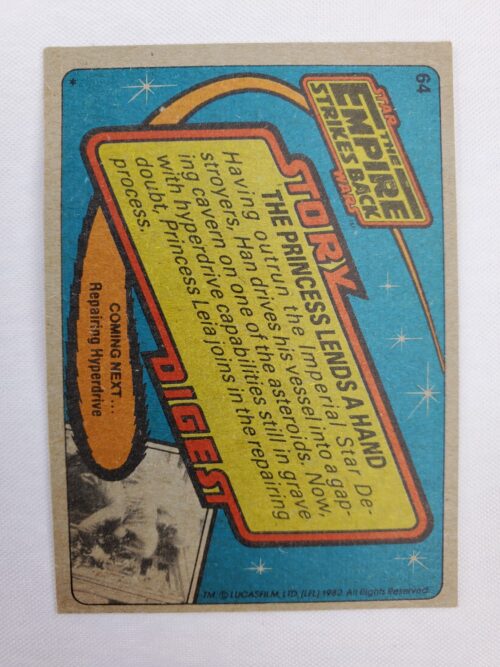 64
STAR
THE
EMPIRE
STRIKES BACK
WARS
STORY
THE PRINCESS LENDS A HAND
Having outrun the Imperial Star De-
stroyers, Han drives his vessel into a gap-
ing cavern on one of the asteroids. Now,
with hyperdrive capabilities still in grave
doubt, Princess Leia joins in the repairing
process.
DIGEST
COMING NEXT...
Repairing Hyperdrive
*
TM: © LUCASFILM, LTD. (LFL) 1980. All Rights Reserved.